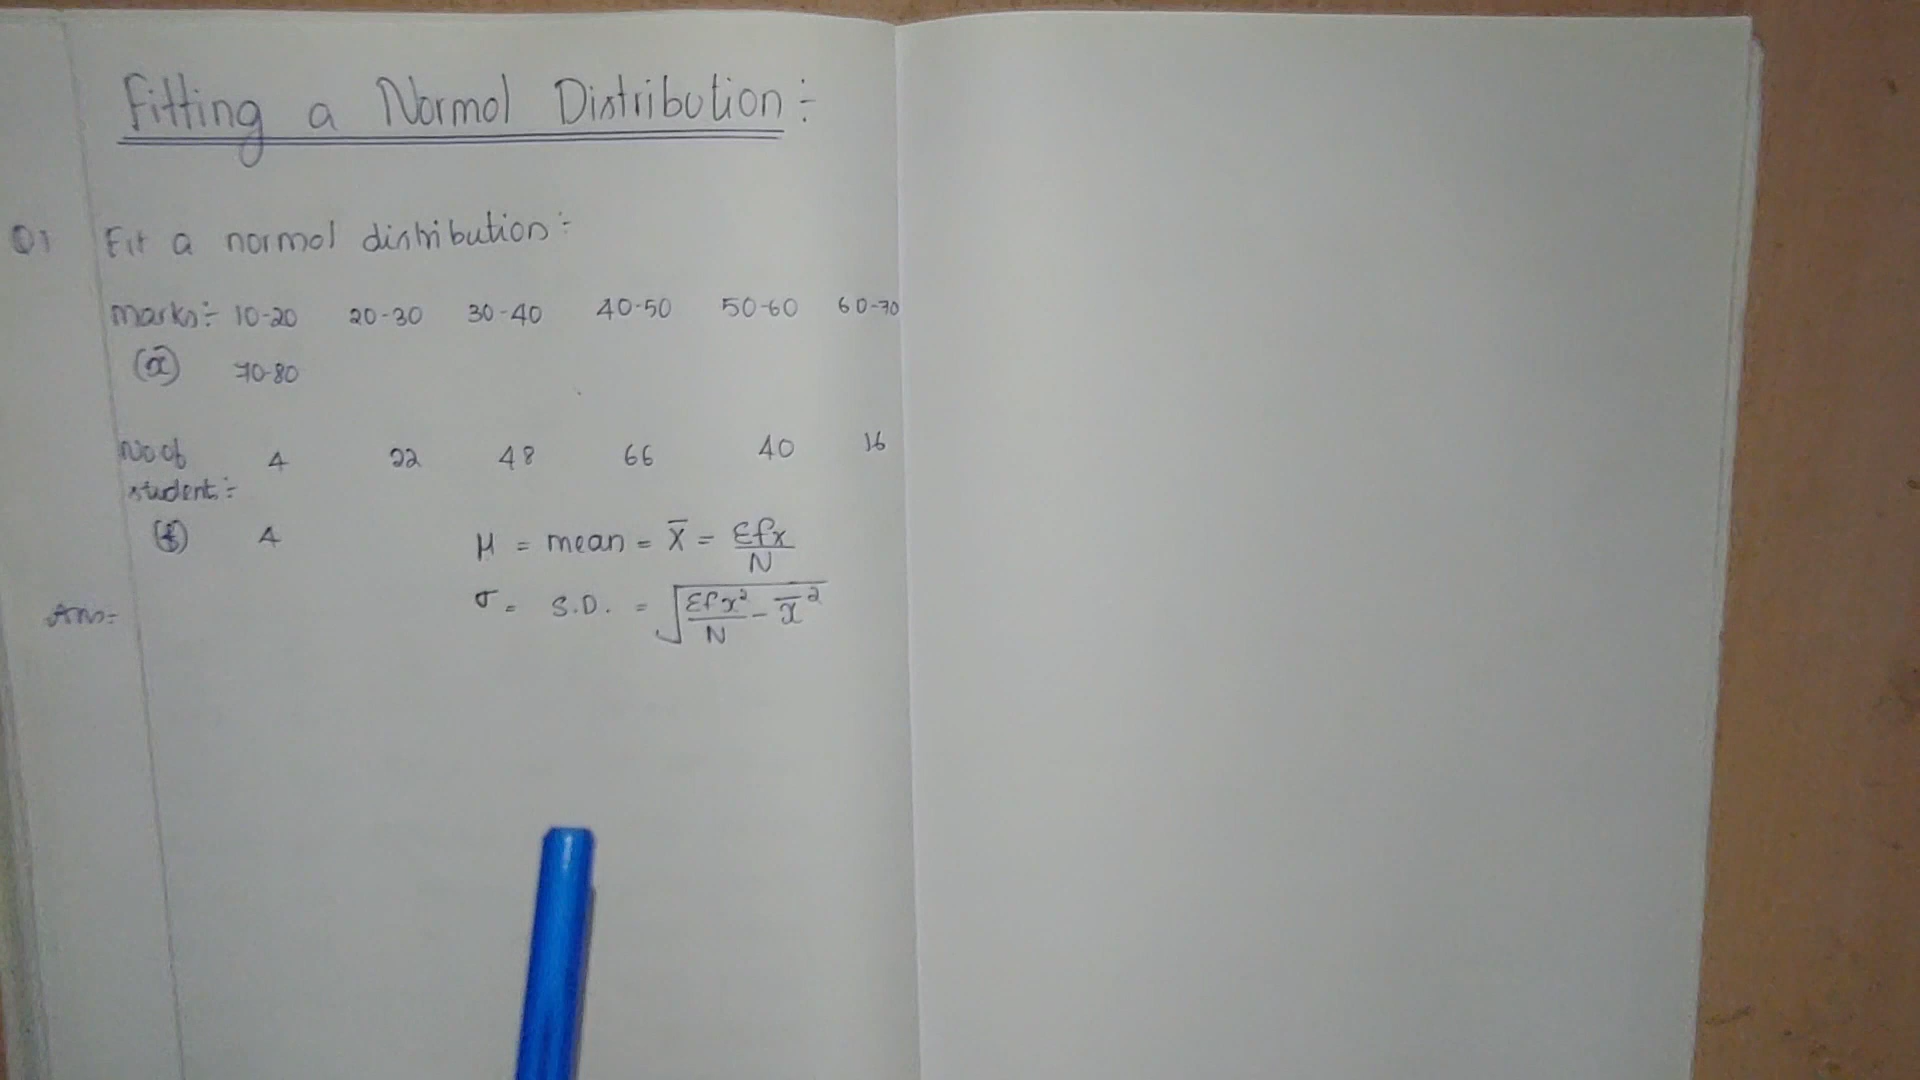 Fitting a Normal Distribution :-
Q1 Fit a normal distribution :-
Marks :- 10-20 20-30 30-40 40-50 50-60 60-70
(x) 70-80
No of 4 22 48 66 40 16
student :-
(f) 4
μ = mean = x̄ = Σfx/N
σ = S.D. = √(Σfx²/N - x̄²)
Ans=